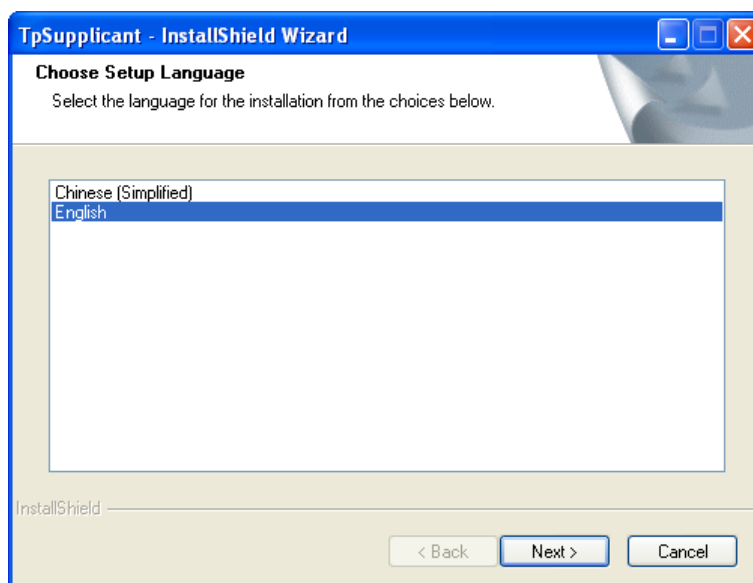 TpSupplicant - InstallShield Wizard
Choose Setup Language
Select the language for the installation from the choices below.
Chinese (Simplified)
English
InstallShield
< Back
Next >
Cancel